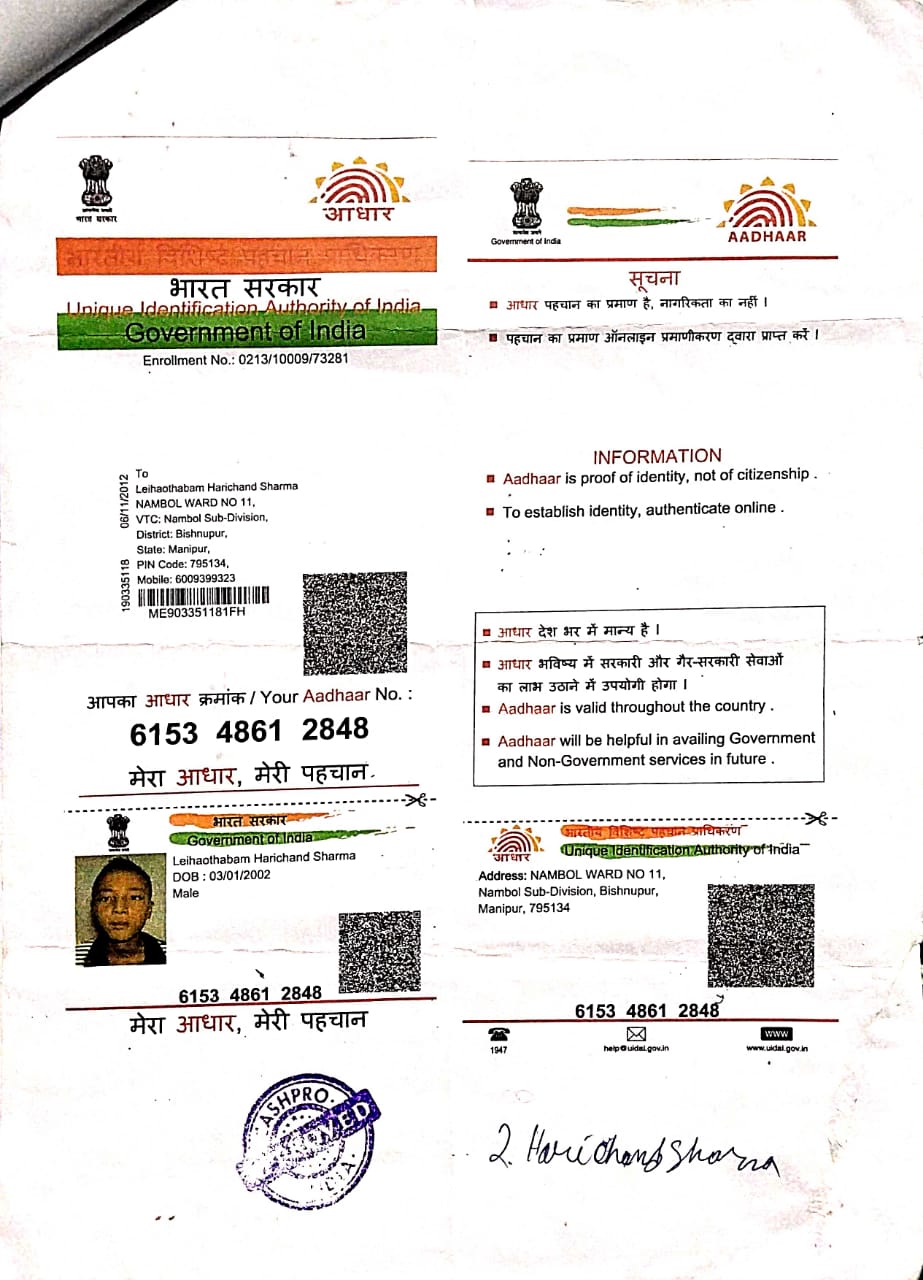 भारत सरकार
आधार
भारतीय विशिष्ट पहचान प्राधिकरण
भारत सरकार
Unique Identification Authority of India
Government of India
Enrollment No.: 0213/10009/73281
To
Leihaothabam Harichand Sharma
NAMBOL WARD NO 11,
VTC: Nambol Sub-Division,
District: Bishnupur,
State: Manipur,
PIN Code: 795134,
Mobile: 6009399323
190335118 06/11/2012
ME903351181FH
आपका आधार क्रमांक / Your Aadhaar No. :
6153 4861 2848
मेरा आधार, मेरी पहचान
भारत सरकार
Government of India
Leihaothabam Harichand Sharma
DOB : 03/01/2002
Male
6153 4861 2848
मेरा आधार, मेरी पहचान
ASHPRO.
Government of India
AADHAAR
सूचना
आधार पहचान का प्रमाण है, नागरिकता का नहीं ।
पहचान का प्रमाण ऑनलाइन प्रमाणीकरण द्वारा प्राप्त करें ।
INFORMATION
Aadhaar is proof of identity, not of citizenship .
To establish identity, authenticate online .
आधार देश भर में मान्य है ।
आधार भविष्य में सरकारी और गैर-सरकारी सेवाओं
का लाभ उठाने में उपयोगी होगा ।
Aadhaar is valid throughout the country .
Aadhaar will be helpful in availing Government
and Non-Government services in future .
आधार
भारतीय विशिष्ट पहचान प्राधिकरण
Unique Identification Authority of India
Address: NAMBOL WARD NO 11,
Nambol Sub-Division, Bishnupur,
Manipur, 795134
6153 4861 2848
1947
help@uidai.gov.in
www
www.uidai.gov.in
L. Harichand Sharma